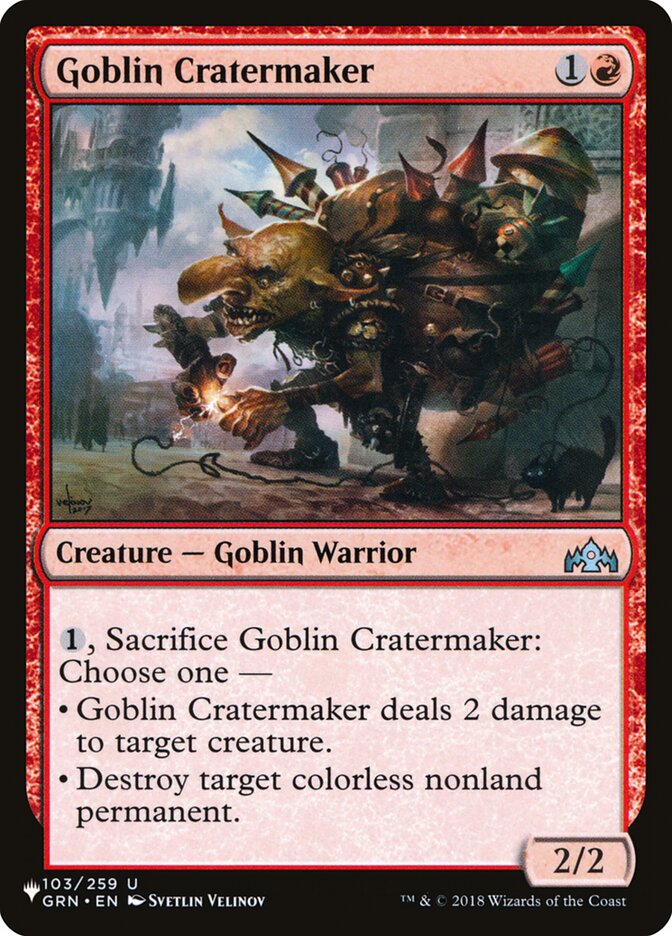 Goblin Cratermaker 1
velinov
2017
Creature — Goblin Warrior
1, Sacrifice Goblin Cratermaker:
Choose one —
• Goblin Cratermaker deals 2 damage
to target creature.
• Destroy target colorless nonland
permanent.
2/2
103/259 U
GRN • EN Svetlin Velinov
™ & © 2018 Wizards of the Coast